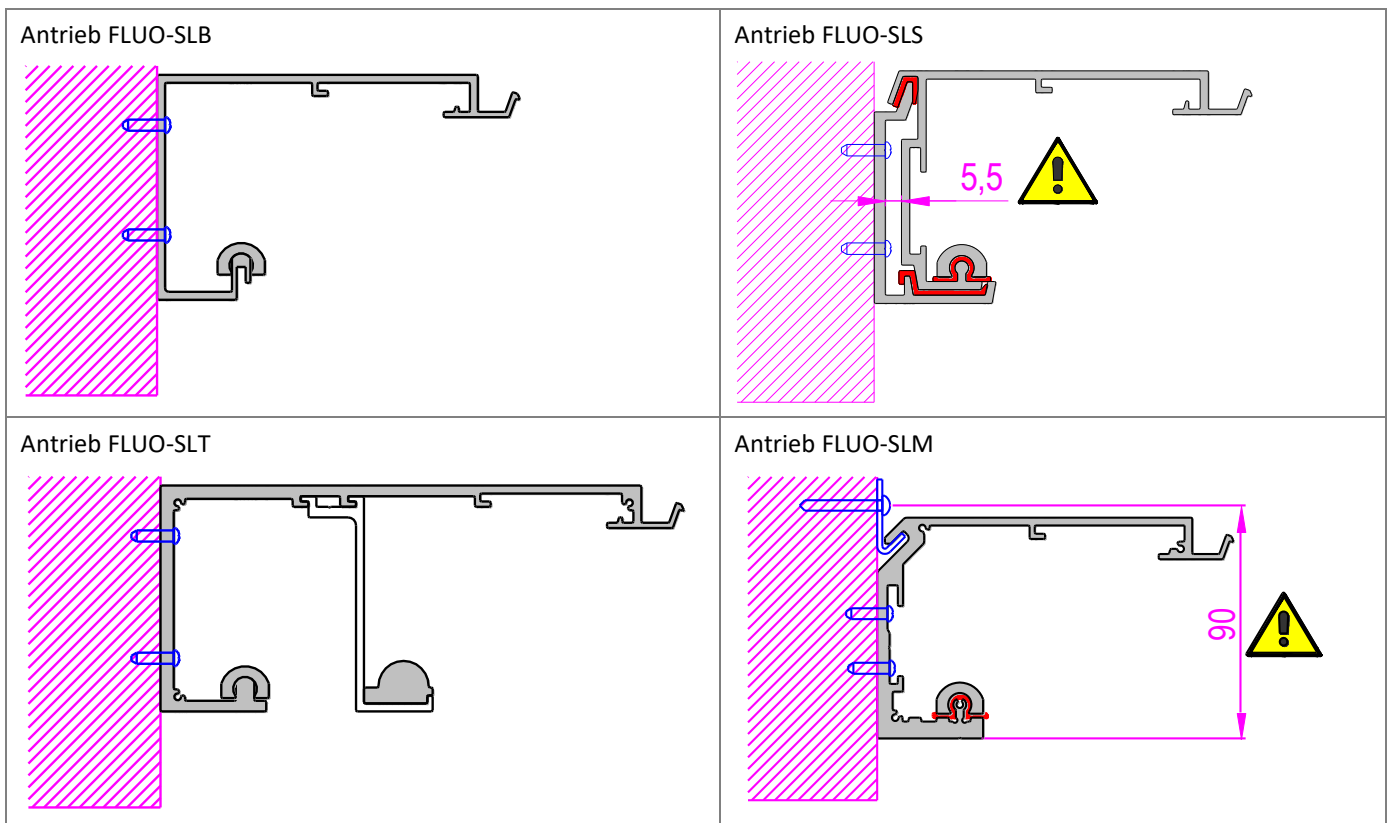 Antrieb FLUO-SLB
Antrieb FLUO-SLS
5,5
Antrieb FLUO-SLT
Antrieb FLUO-SLM
90